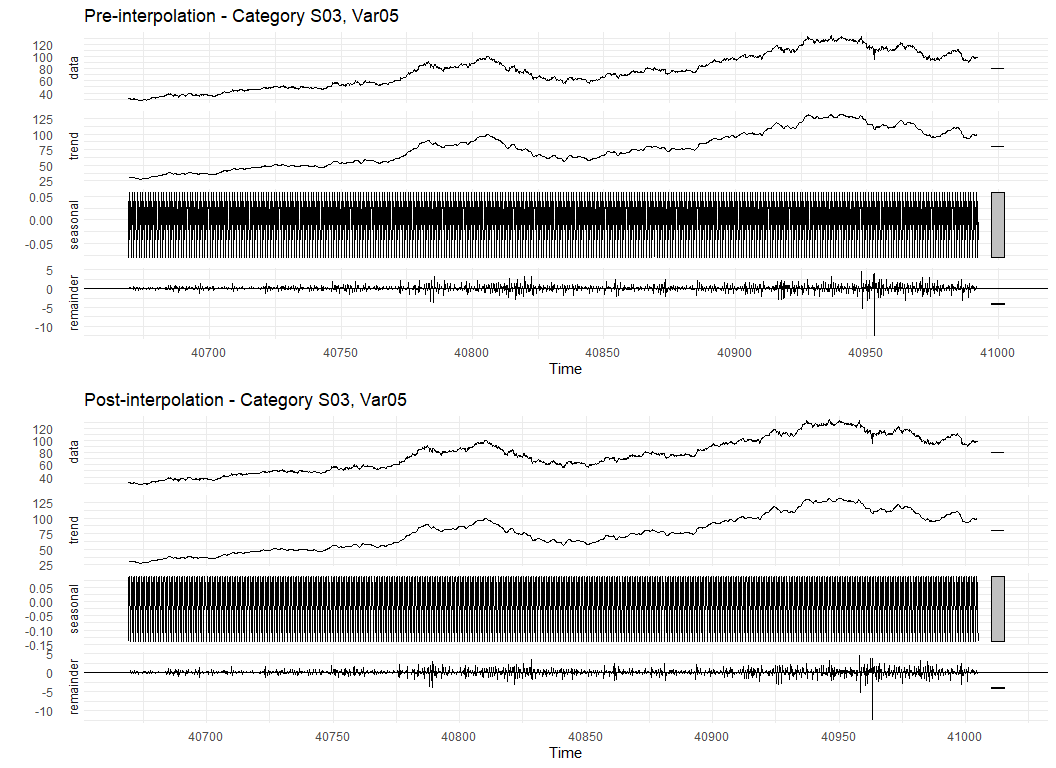 Pre-interpolation - Category S03, Var05
120
100
80
60
40
data
125
100
75
50
25
trend
0.05
0.00
-0.05
seasonal
5
0
-5
-10
remainder
40700 40750 40800 40850 40900 40950 41000
Time
Post-interpolation - Category S03, Var05
120
100
80
60
40
data
125
100
75
50
25
trend
0.05
0.00
-0.05
-0.10
-0.15
seasonal
5
0
-5
-10
remainder
40700 40750 40800 40850 40900 40950 41000
Time